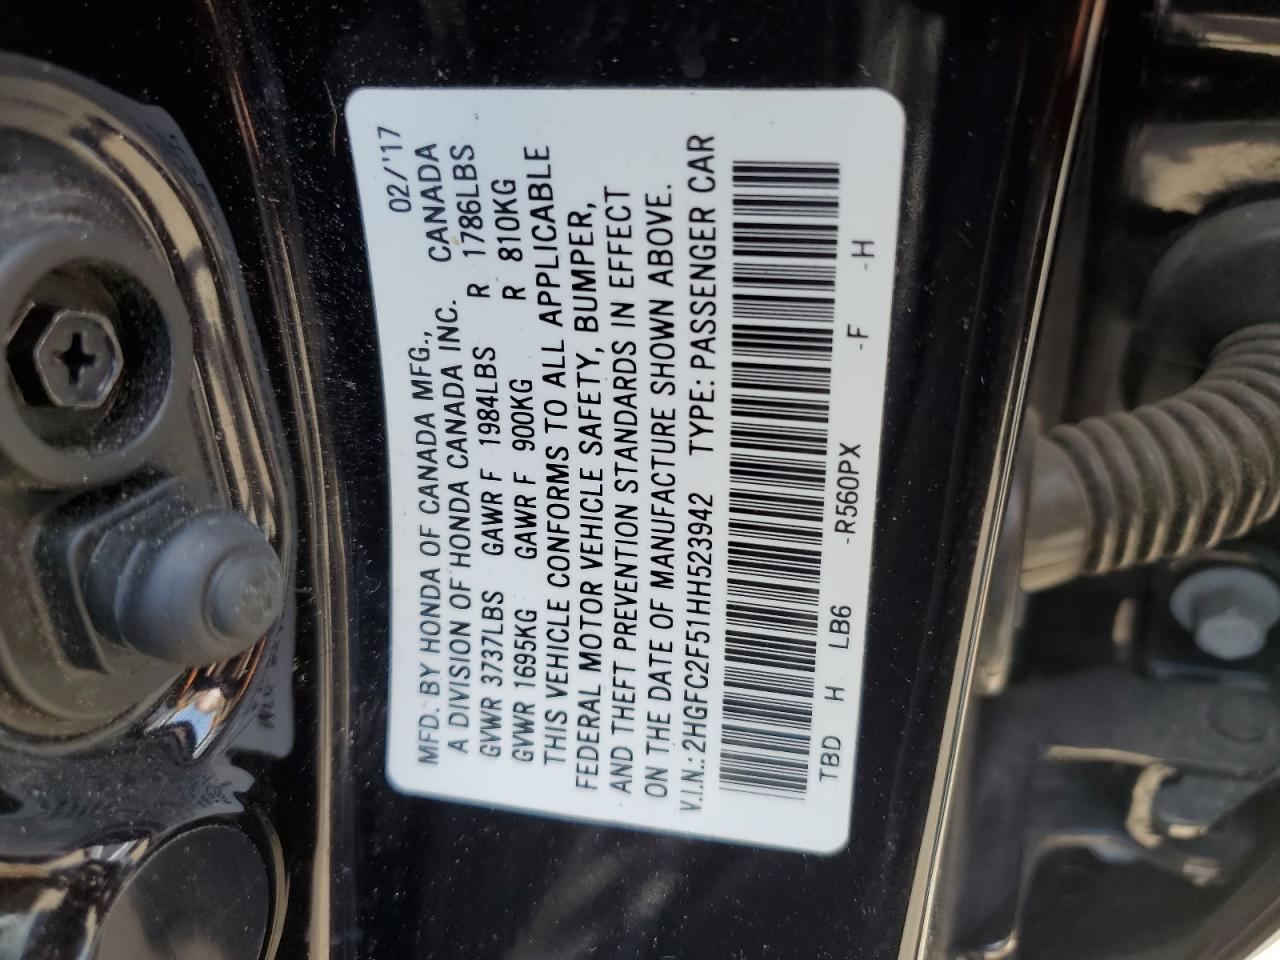 MFD. BY HONDA OF CANADA MFG., 02/'17
A DIVISION OF HONDA CANADA INC. CANADA
GVWR 3737LBS GAWR F 1984LBS R 1786LBS
GVWR 1695KG GAWR F 900KG R 810KG
THIS VEHICLE CONFORMS TO ALL APPLICABLE
FEDERAL MOTOR VEHICLE SAFETY, BUMPER,
AND THEFT PREVENTION STANDARDS IN EFFECT
ON THE DATE OF MANUFACTURE SHOWN ABOVE.
V.I.N.: 2HGFC2F51HH523942 TYPE: PASSENGER CAR
TBD H LB6 -R560PX -F -H